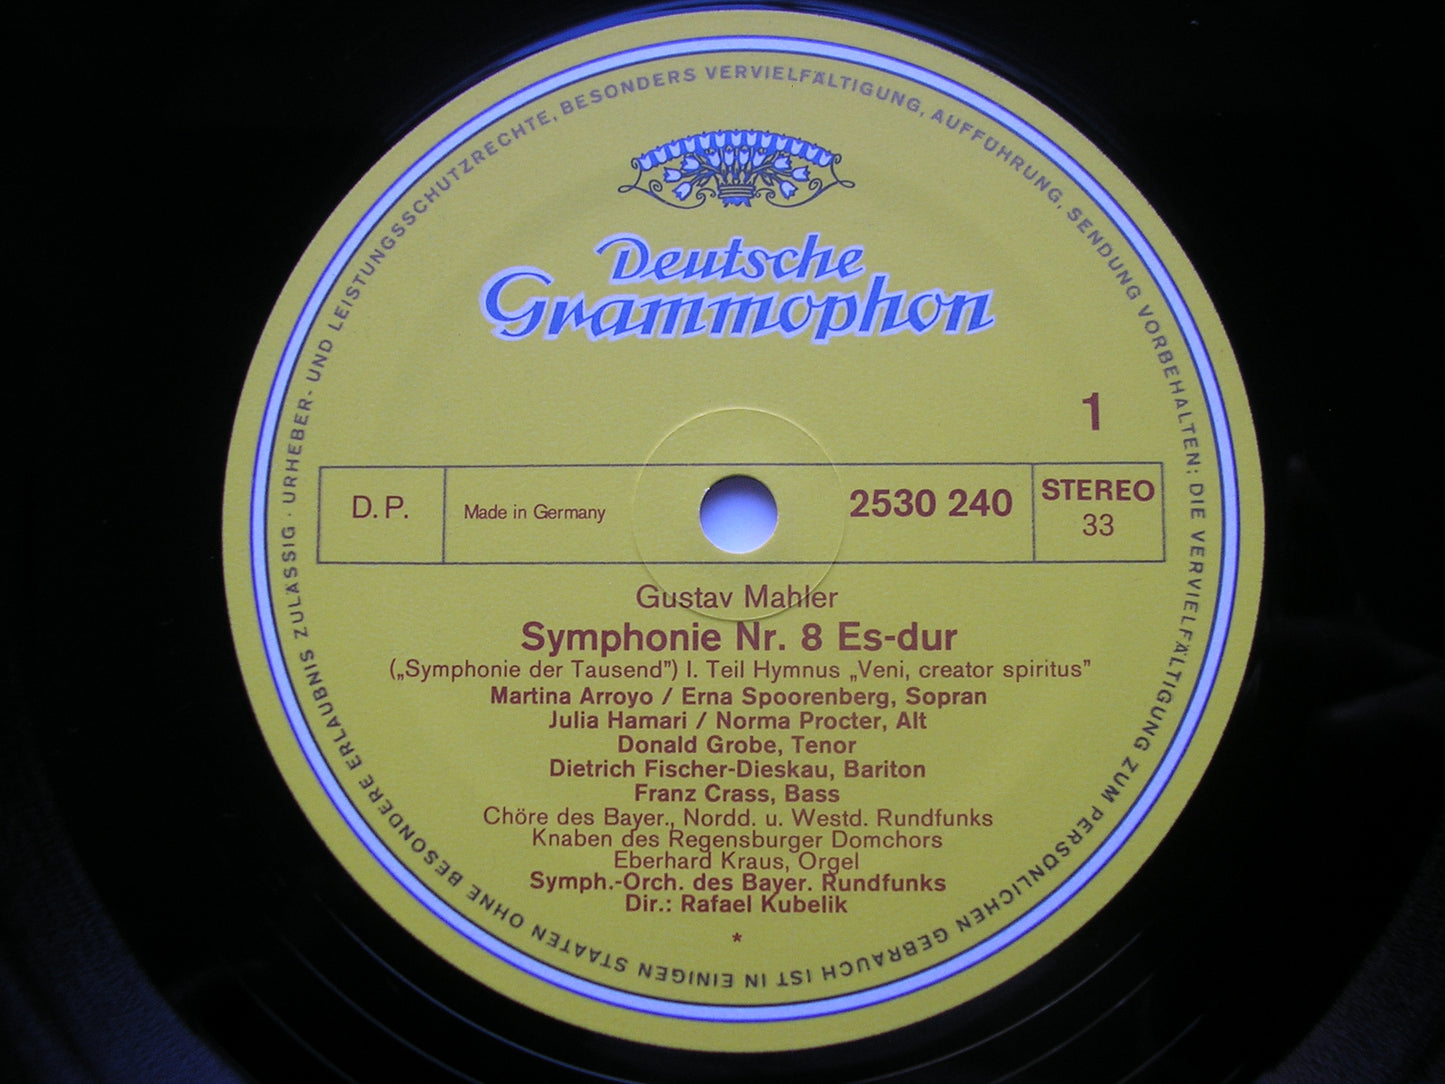 URHEBER- UND LEISTUNGSSCHUTZRECHTE, BESONDERS VERVIELFÄLTIGUNG, AUFFÜHRUNG, SENDUNG VORBEHALTEN; DIE VERVIELFÄLTIGUNG ZUM PERSÖNLICHEN GEBRAUCH IST IN EINIGEN STAATEN OHNE BESONDERE ERLAUBNIS ZULÄSSIG ·
Deutsche
Grammophon
1
D. P. Made in Germany 2530 240 STEREO
33
Gustav Mahler
Symphonie Nr. 8 Es-dur
(„Symphonie der Tausend”) I. Teil Hymnus „Veni, creator spiritus”
Martina Arroyo / Erna Spoorenberg, Sopran
Julia Hamari / Norma Procter, Alt
Donald Grobe, Tenor
Dietrich Fischer-Dieskau, Bariton
Franz Crass, Bass
Chöre des Bayer., Nordd. u. Westd. Rundfunks
Knaben des Regensburger Domchors
Eberhard Kraus, Orgel
Symph.-Orch. des Bayer. Rundfunks
Dir.: Rafael Kubelik
*